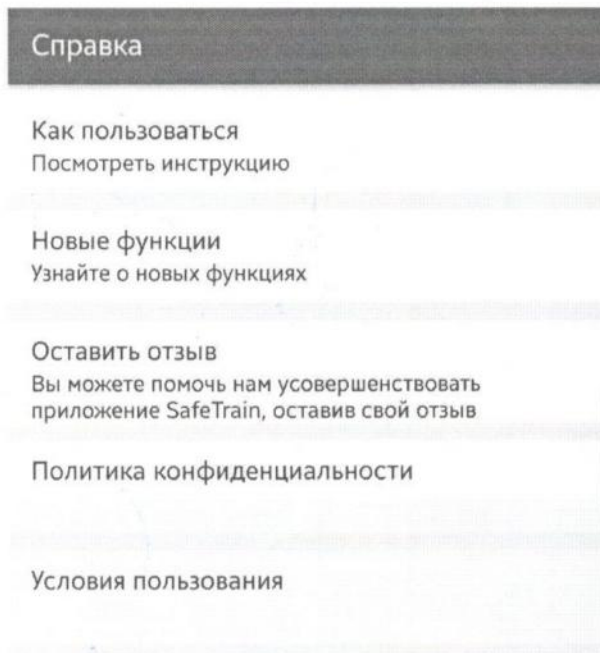 Справка
Как пользоваться
Посмотреть инструкцию
Новые функции
Узнайте о новых функциях
Оставить отзыв
Вы можете помочь нам усовершенствовать
приложение SafeTrain, оставив свой отзыв
Политика конфиденциальности
Условия пользования